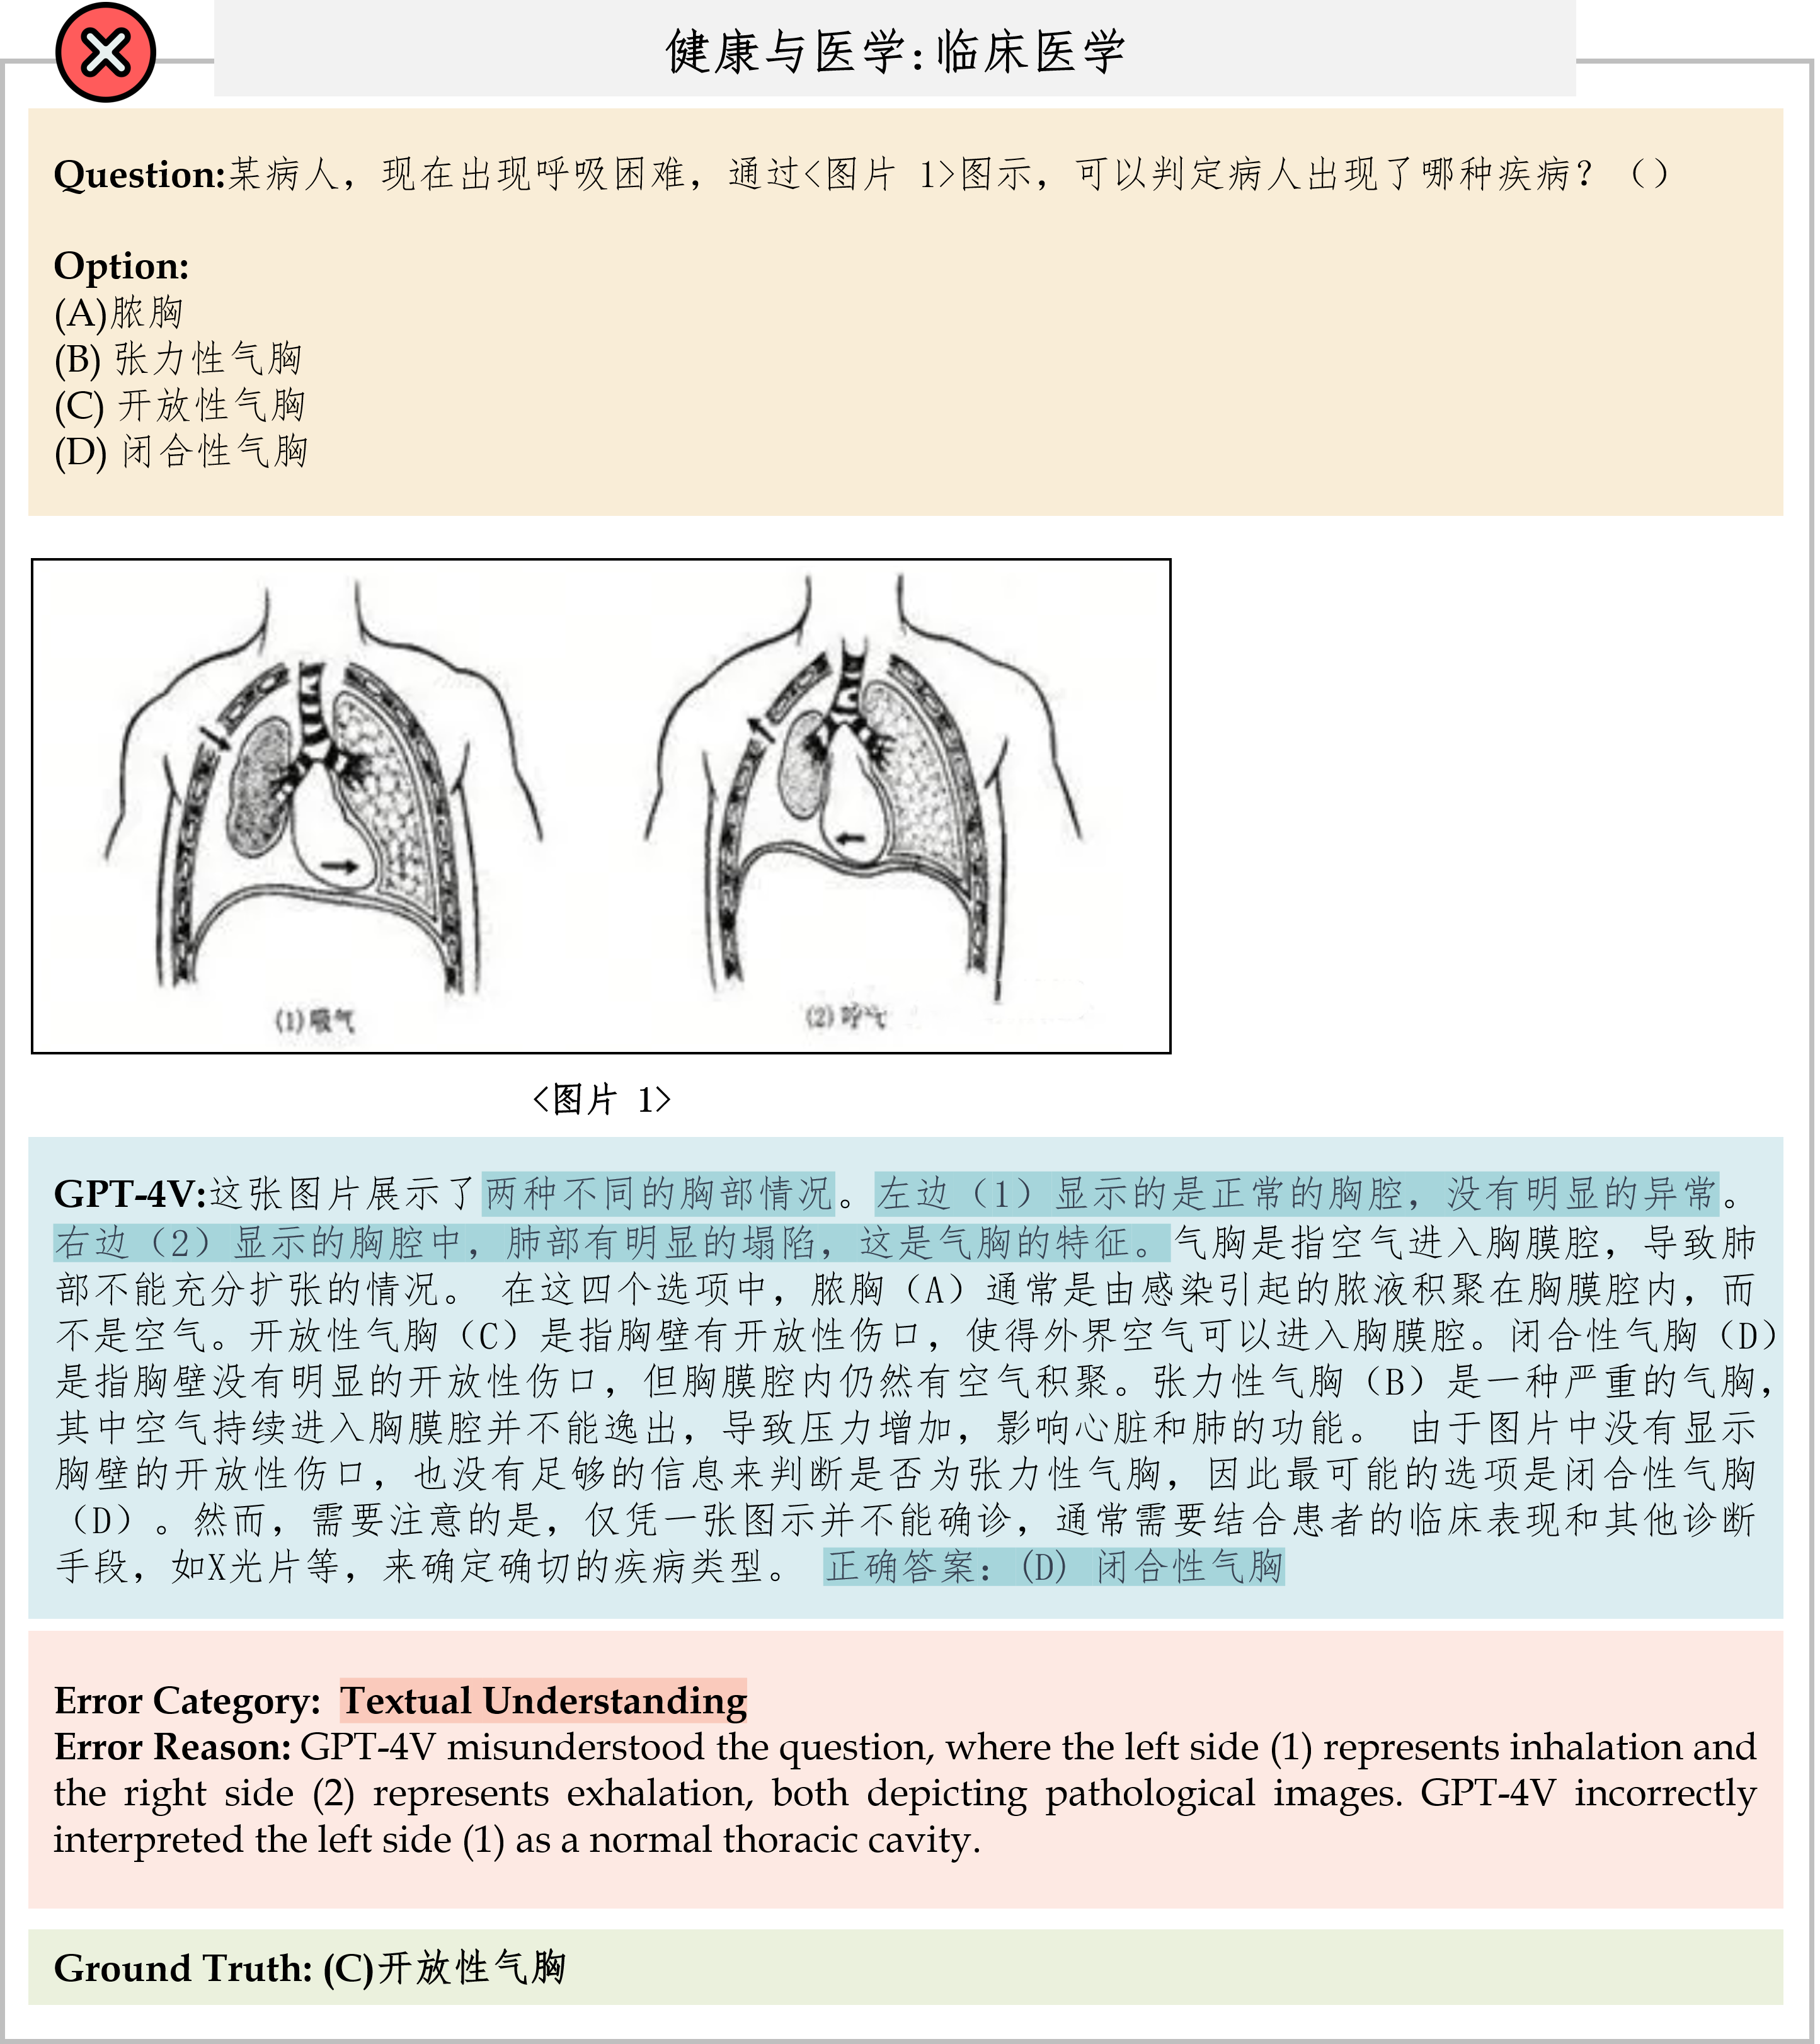 健康与医学:临床医学
Question:某病人，现在出现呼吸困难，通过<图片 1>图示，可以判定病人出现了哪种疾病？（）
Option:
(A)脓胸
(B) 张力性气胸
(C) 开放性气胸
(D) 闭合性气胸
(1)吸气
(2)呼气
<图片 1>
GPT-4V:这张图片展示了两种不同的胸部情况。左边（1）显示的是正常的胸腔，没有明显的异常。
右边（2）显示的胸腔中，肺部有明显的塌陷，这是气胸的特征。气胸是指空气进入胸膜腔，导致肺
部不能充分扩张的情况。 在这四个选项中，脓胸（A）通常是由感染引起的脓液积聚在胸膜腔内，而
不是空气。开放性气胸（C）是指胸壁有开放性伤口，使得外界空气可以进入胸膜腔。闭合性气胸（D）
是指胸壁没有明显的开放性伤口，但胸膜腔内仍然有空气积聚。张力性气胸（B）是一种严重的气胸，
其中空气持续进入胸膜腔并不能逸出，导致压力增加，影响心脏和肺的功能。 由于图片中没有显示
胸壁的开放性伤口，也没有足够的信息来判断是否为张力性气胸，因此最可能的选项是闭合性气胸
（D）。然而，需要注意的是，仅凭一张图示并不能确诊，通常需要结合患者的临床表现和其他诊断
手段，如X光片等，来确定确切的疾病类型。 正确答案：(D) 闭合性气胸
Error Category: Textual Understanding
Error Reason: GPT-4V misunderstood the question, where the left side (1) represents inhalation and
the right side (2) represents exhalation, both depicting pathological images. GPT-4V incorrectly
interpreted the left side (1) as a normal thoracic cavity.
Ground Truth: (C)开放性气胸